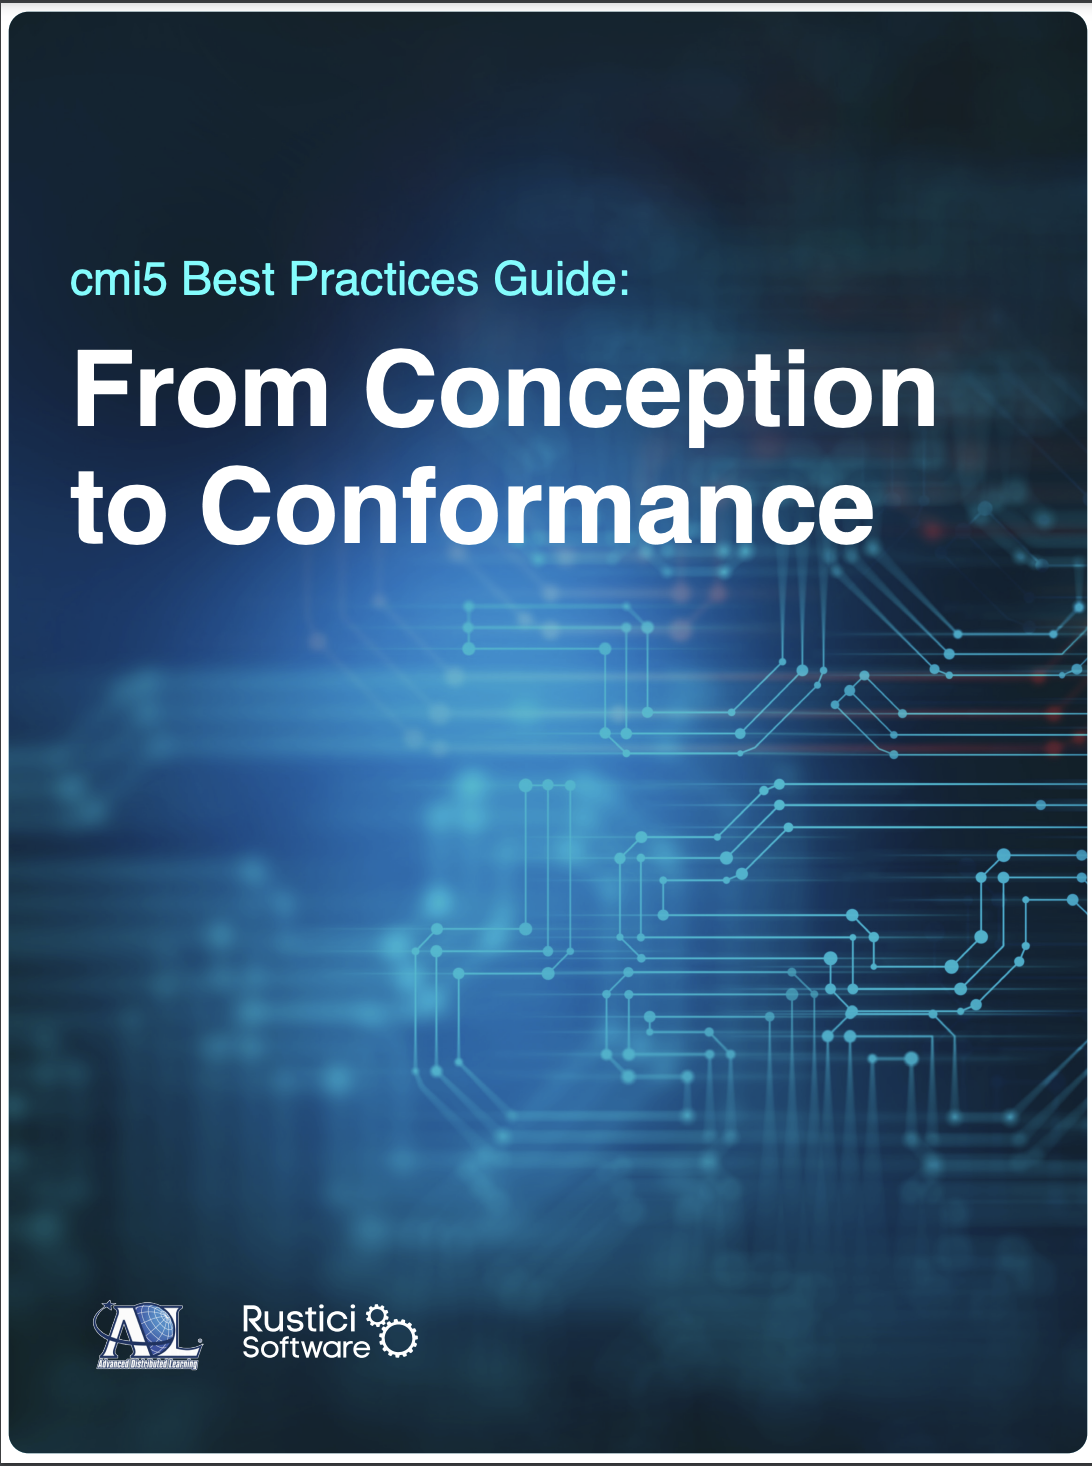 cmi5 Best Practices Guide:
From Conception
to Conformance
ADL
Advanced Distributed Learning
Rustici
Software